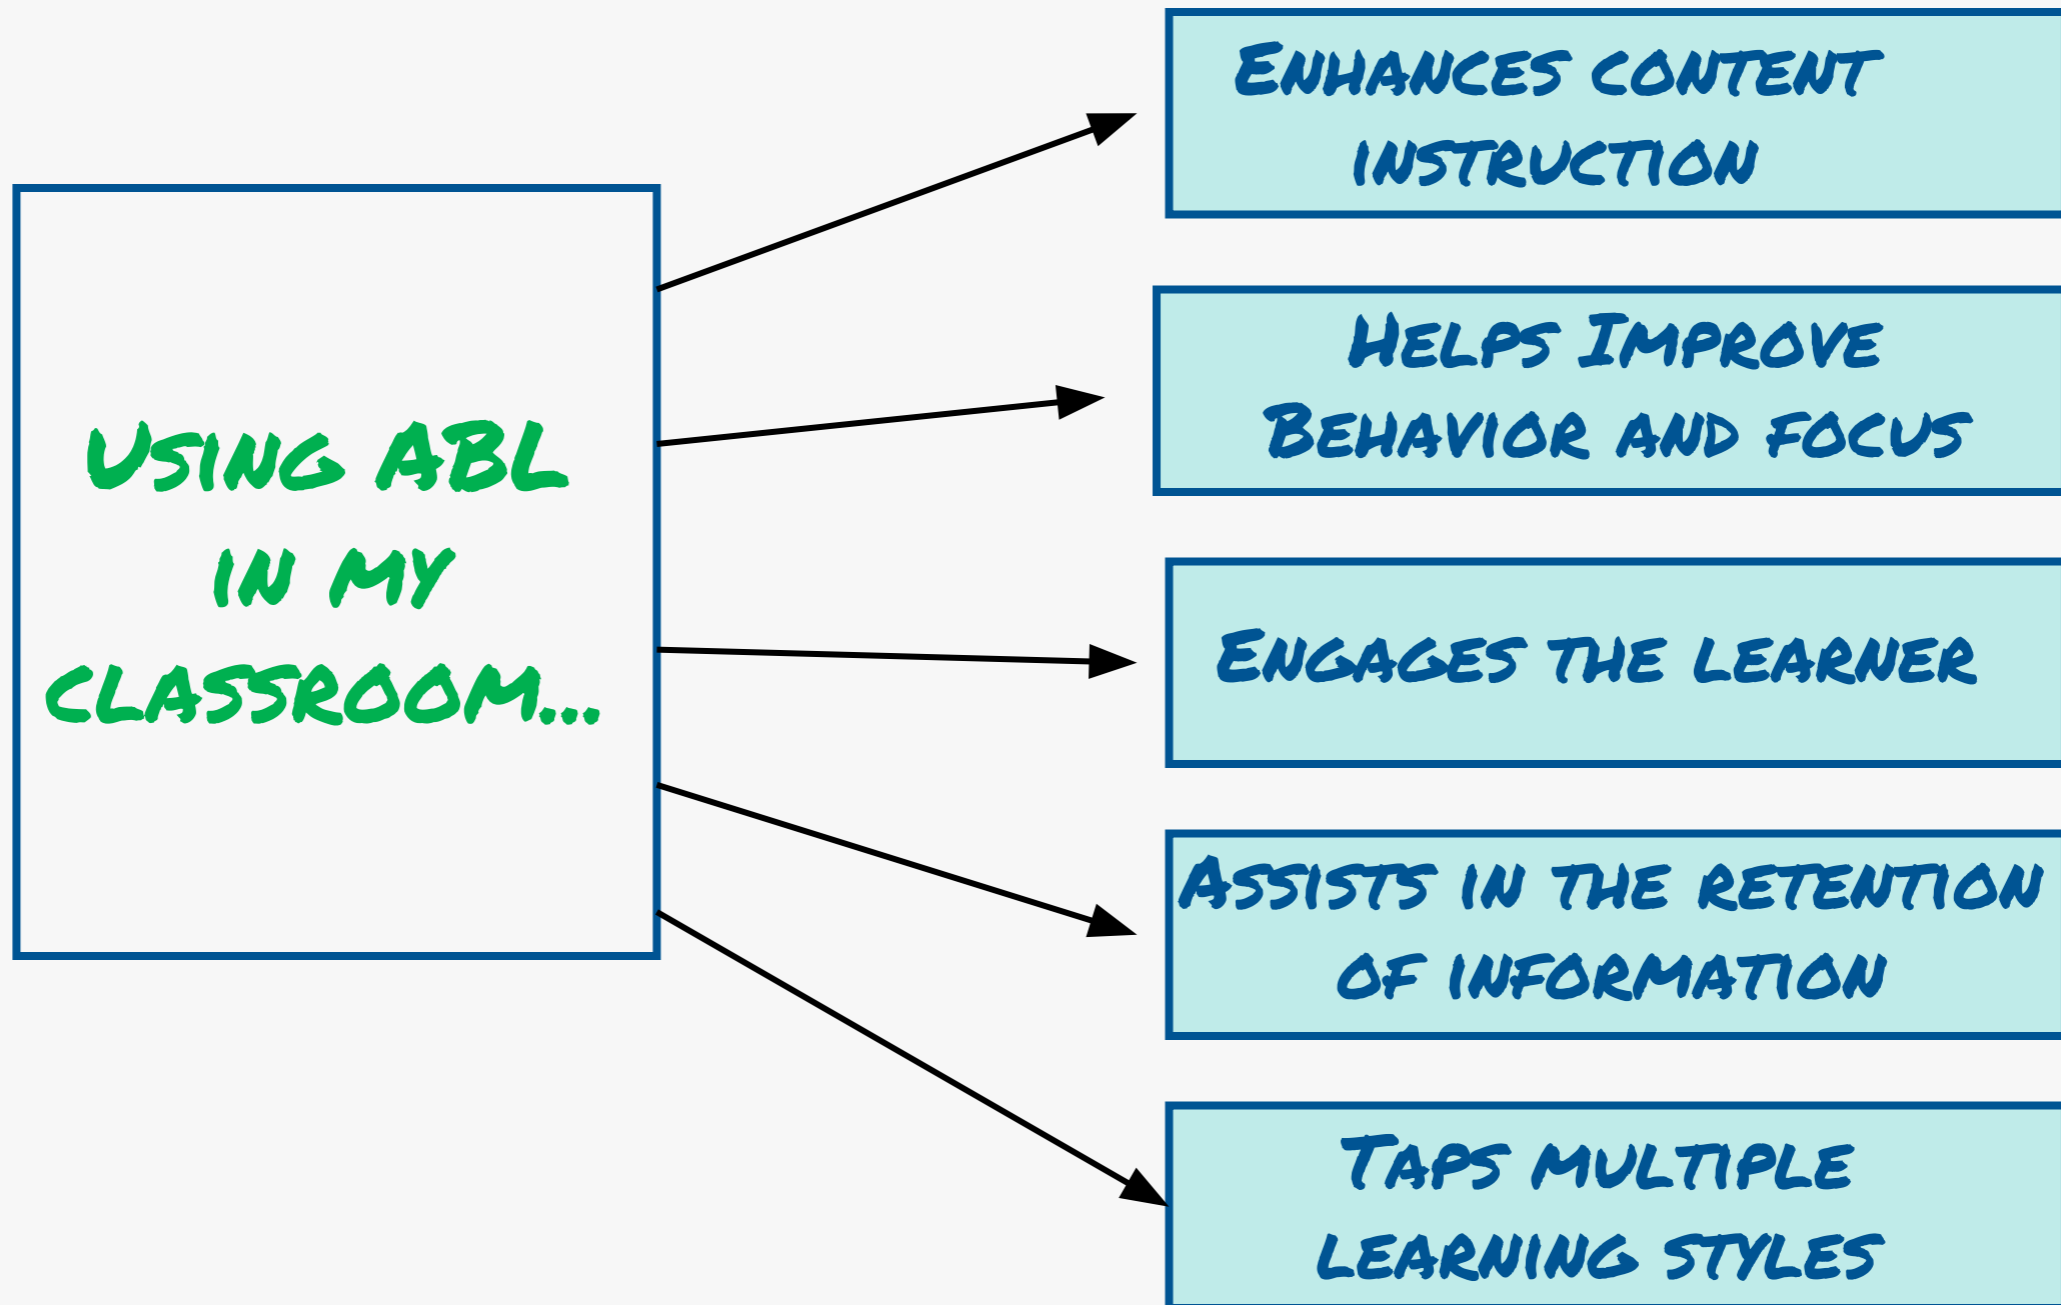 Using ABL
in my
classroom...
Enhances content
instruction
Helps Improve
Behavior and focus
Engages the learner
Assists in the retention
of information
Taps multiple
learning styles